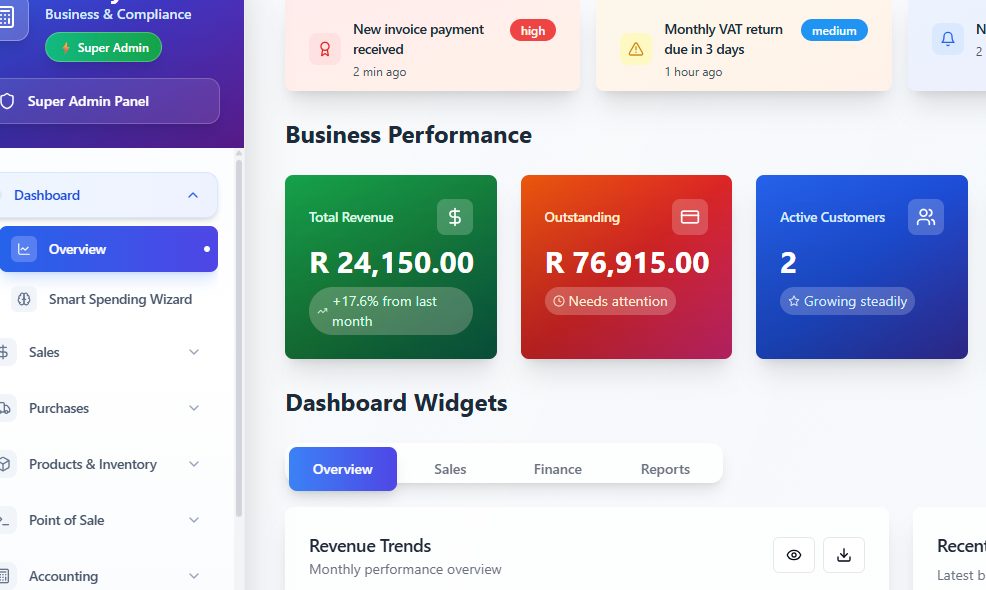 Business & Compliance
Super Admin
Super Admin Panel
Dashboard
Overview
Smart Spending Wizard
Sales
Purchases
Products & Inventory
Point of Sale
Accounting
New invoice payment
received
high
2 min ago
Monthly VAT return
due in 3 days
medium
1 hour ago
2
Business Performance
Total Revenue
R 24,150.00
+17.6% from last
month
Outstanding
R 76,915.00
Needs attention
Active Customers
2
Growing steadily
Dashboard Widgets
Overview
Sales
Finance
Reports
Revenue Trends
Monthly performance overview
Recent
Latest b